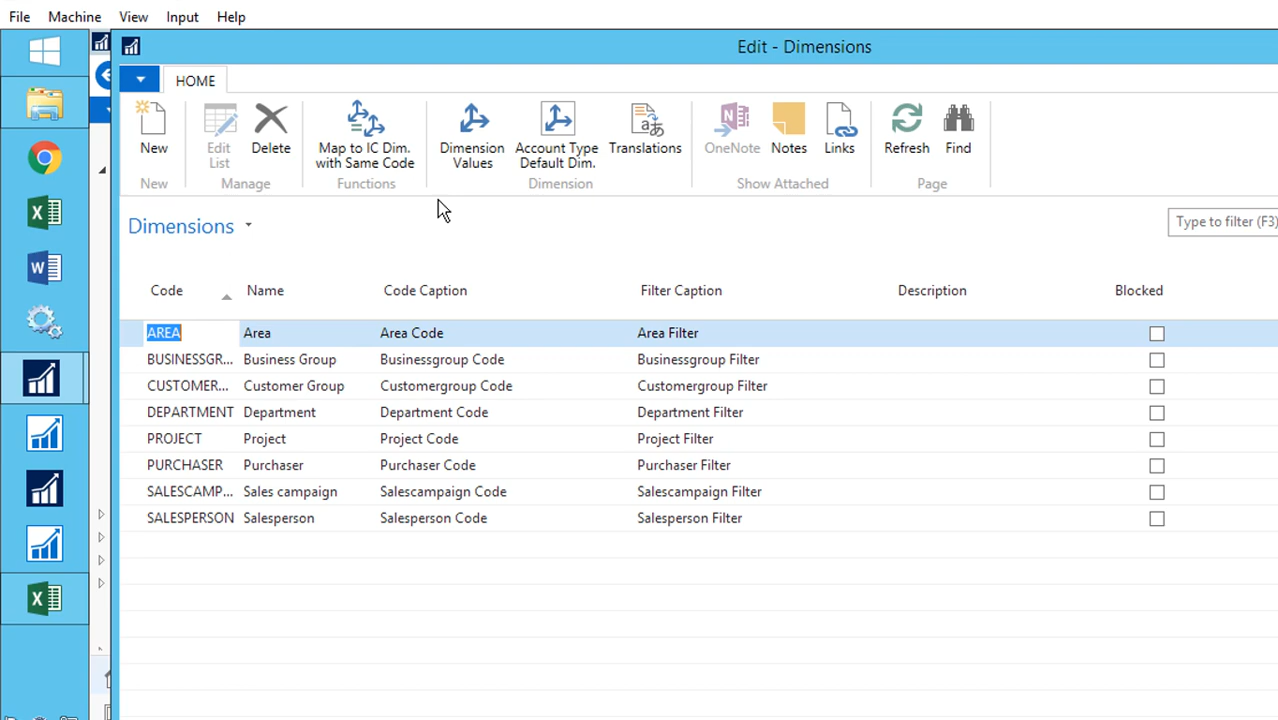 File Machine View Input Help
Edit - Dimensions
HOME
New
Edit List
Delete
Map to IC Dim. with Same Code
Dimension Values
Account Type Default Dim.
Translations
OneNote
Notes
Links
Refresh
Find
New Manage Functions Dimension Show Attached Page
Dimensions
Type to filter (F3)
Code Name Code Caption Filter Caption Description Blocked
AREA Area Area Code Area Filter
BUSINESSGR... Business Group Businessgroup Code Businessgroup Filter
CUSTOMER... Customer Group Customergroup Code Customergroup Filter
DEPARTMENT Department Department Code Department Filter
PROJECT Project Project Code Project Filter
PURCHASER Purchaser Purchaser Code Purchaser Filter
SALESCAMP... Sales campaign Salescampaign Code Salescampaign Filter
SALESPERSON Salesperson Salesperson Code Salesperson Filter